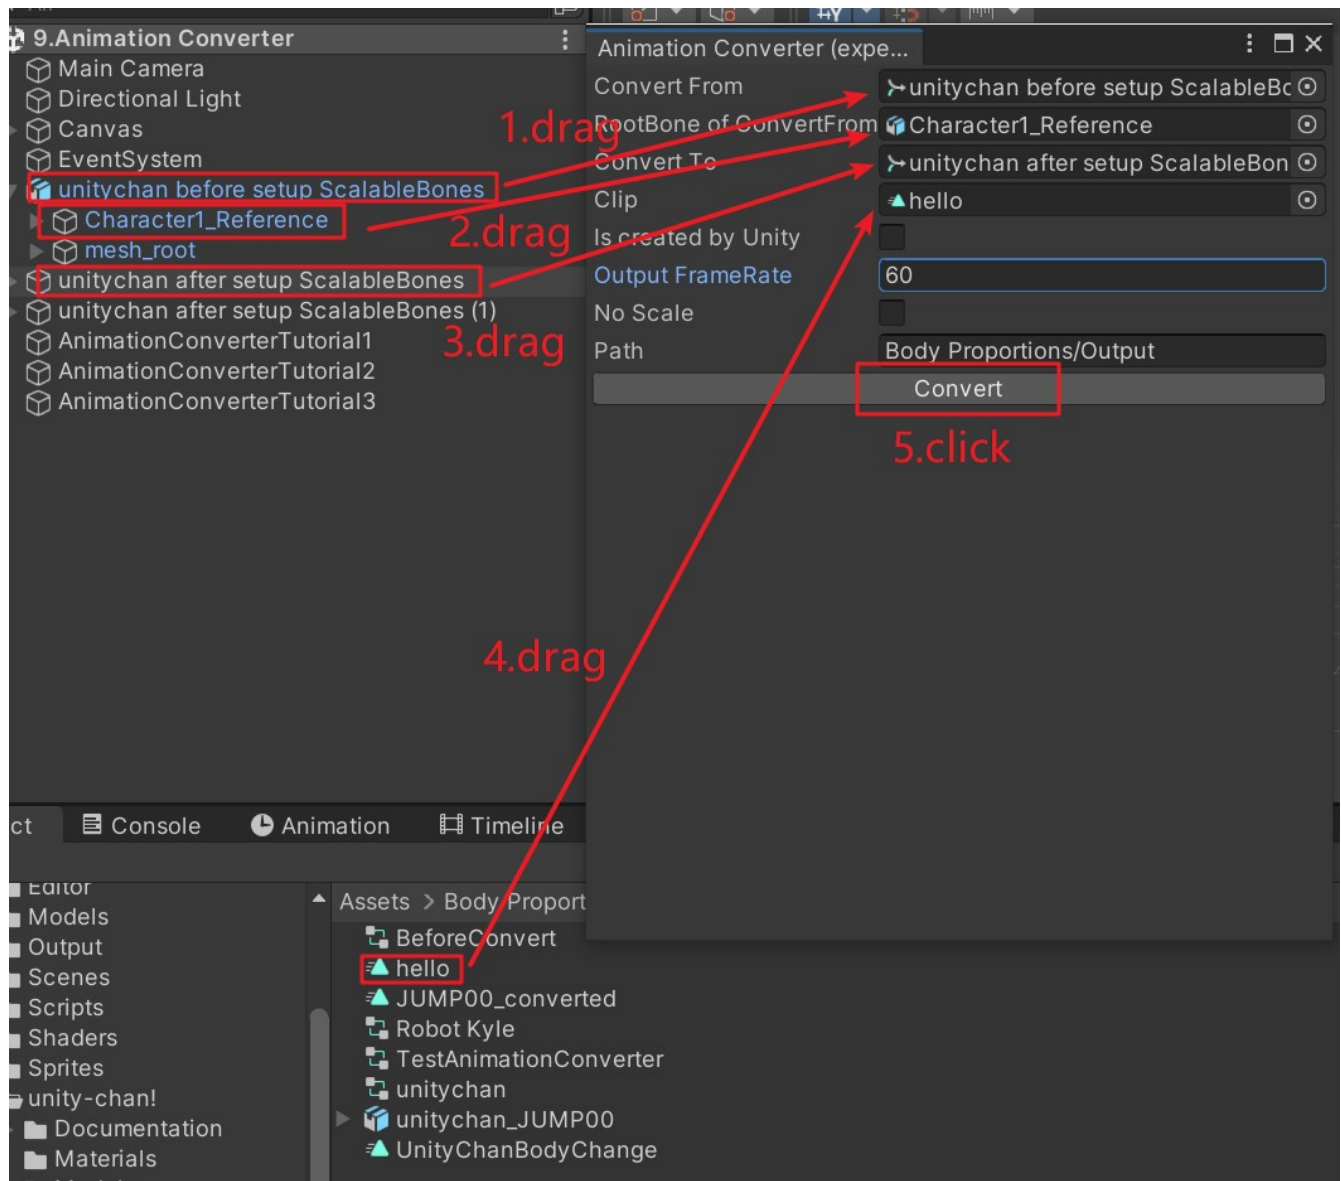 9.Animation Converter
Main Camera
Directional Light
Canvas
EventSystem
unitychan before setup ScalableBones
Character1_Reference
mesh_root
unitychan after setup ScalableBones
unitychan after setup ScalableBones (1)
AnimationConverterTutorial1
AnimationConverterTutorial2
AnimationConverterTutorial3
Animation Converter (expe...
Convert From
unitychan before setup ScalableBo
RootBone of ConvertFrom
Character1_Reference
Convert To
unitychan after setup ScalableBon
Clip
hello
Is created by Unity
Output FrameRate
60
No Scale
Path
Body Proportions/Output
Convert
1.drag
2.drag
3.drag
4.drag
5.click
ct
Console
Animation
Timeline
Editor
Models
Output
Scenes
Scripts
Shaders
Sprites
unity-chan!
Documentation
Materials
Assets > Body Proport
BeforeConvert
hello
JUMP00_converted
Robot Kyle
TestAnimationConverter
unitychan
unitychan_JUMP00
UnityChanBodyChange